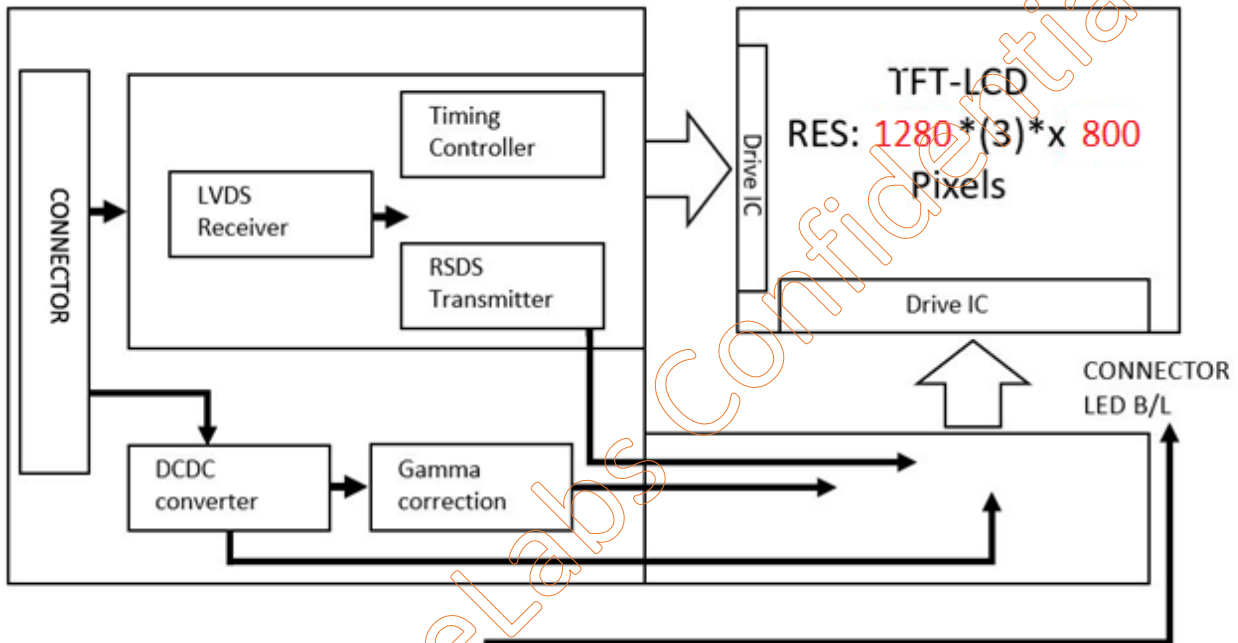 CONNECTOR
LVDS
Receiver
Timing
Controller
RSDS
Transmitter
DCDC
converter
Gamma
correction
Drive IC
TFT-LCD
RES: 1280*(3)*x 800
Pixels
Drive IC
CONNECTOR
LED B/L
eLabs Confidential